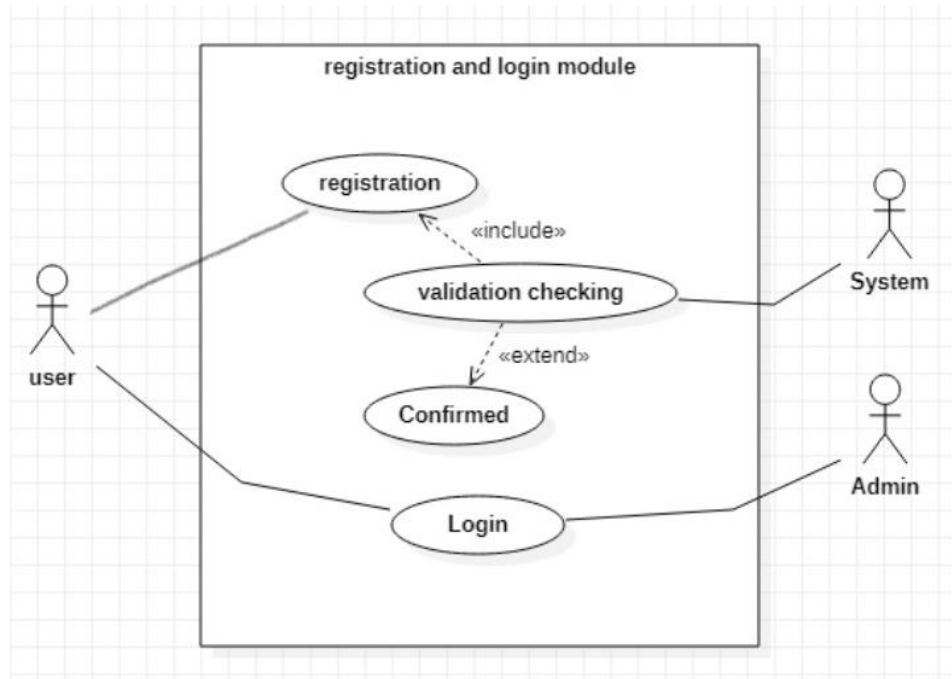 registration and login module
registration
«include»
System
validation checking
«extend»
user
Confirmed
Admin
Login